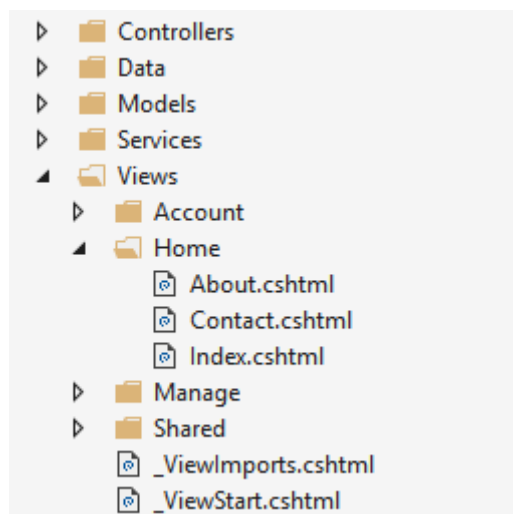 Controllers
Data
Models
Services
Views
Account
Home
About.cshtml
Contact.cshtml
Index.cshtml
Manage
Shared
_ViewImports.cshtml
_ViewStart.cshtml